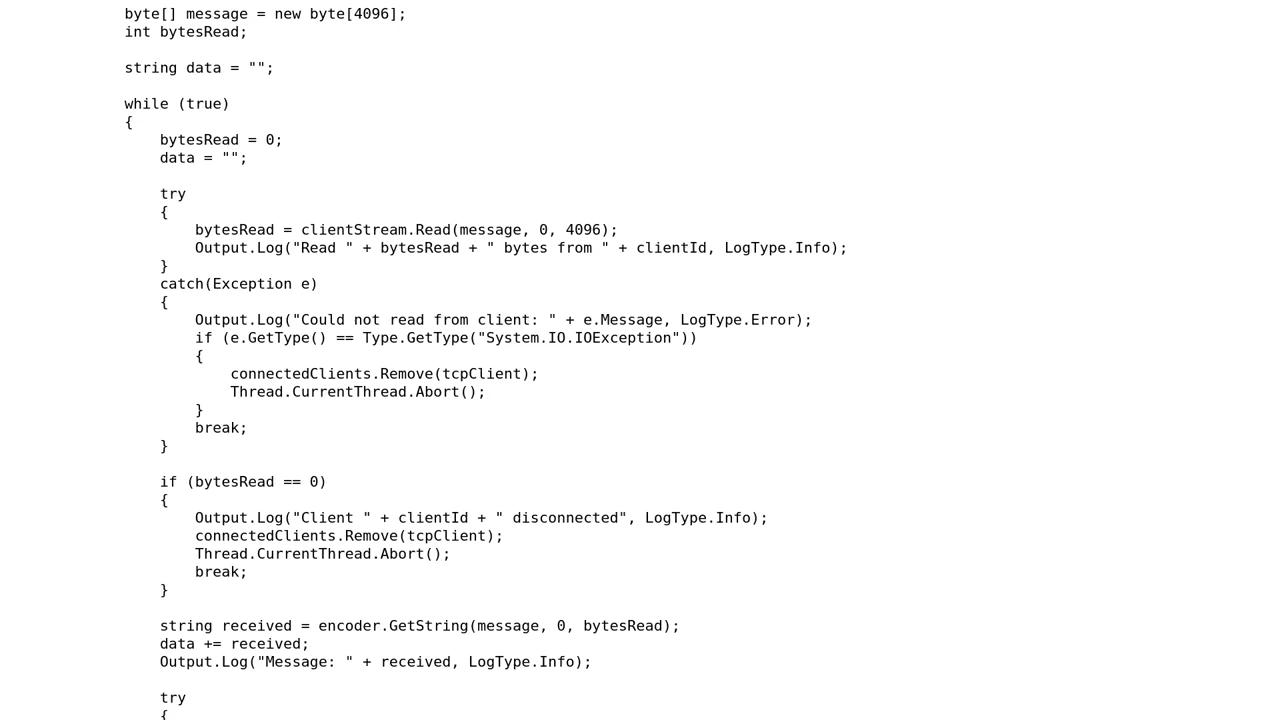 byte[] message = new byte[4096];
int bytesRead;
string data = "";
while (true)
{
bytesRead = 0;
data = "";
try
{
bytesRead = clientStream.Read(message, 0, 4096);
Output.Log("Read " + bytesRead + " bytes from " + clientId, LogType.Info);
}
catch(Exception e)
{
Output.Log("Could not read from client: " + e.Message, LogType.Error);
if (e.GetType() == Type.GetType("System.IO.IOException"))
{
connectedClients.Remove(tcpClient);
Thread.CurrentThread.Abort();
}
break;
}
if (bytesRead == 0)
{
Output.Log("Client " + clientId + " disconnected", LogType.Info);
connectedClients.Remove(tcpClient);
Thread.CurrentThread.Abort();
break;
}
string received = encoder.GetString(message, 0, bytesRead);
data += received;
Output.Log("Message: " + received, LogType.Info);
try
{